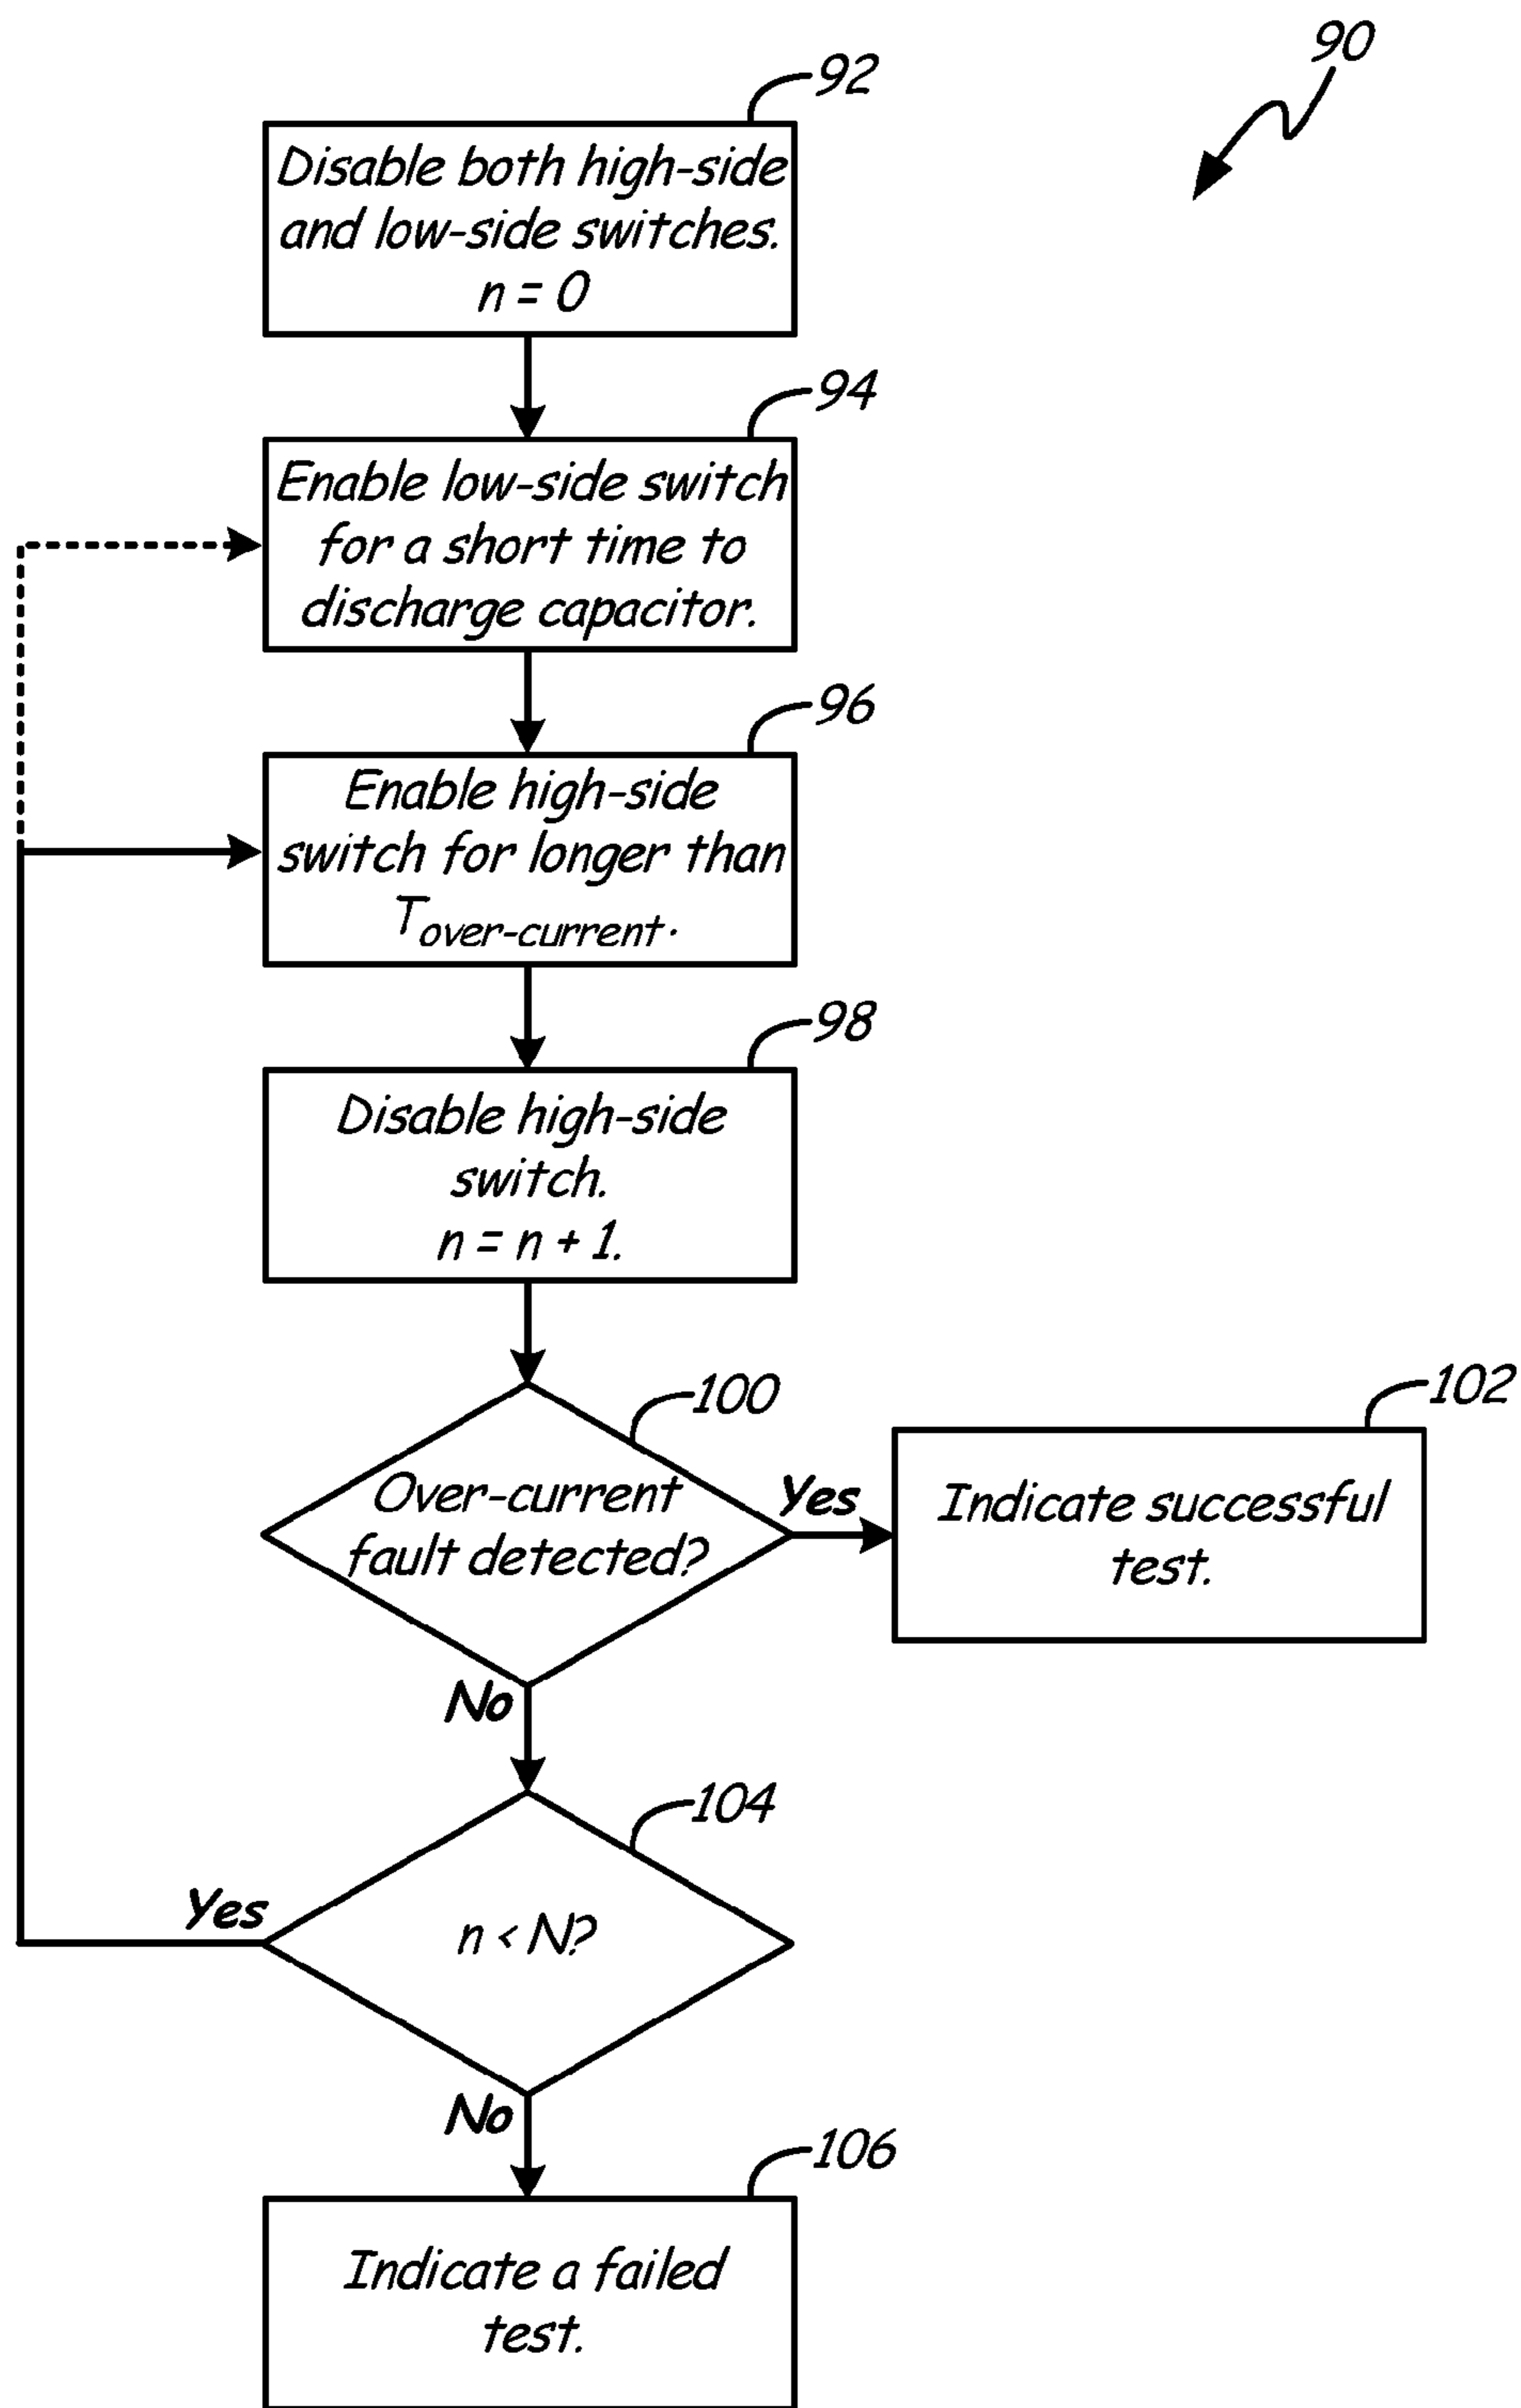 90
92
Disable both high-side
and low-side switches.
n = 0
94
Enable low-side switch
for a short time to
discharge capacitor.
96
Enable high-side
switch for longer than
Tover-current.
98
Disable high-side
switch.
n = n + 1.
100
Over-current
fault detected?
Yes
102
Indicate successful
test.
No
104
n < N?
Yes
No
106
Indicate a failed
test.